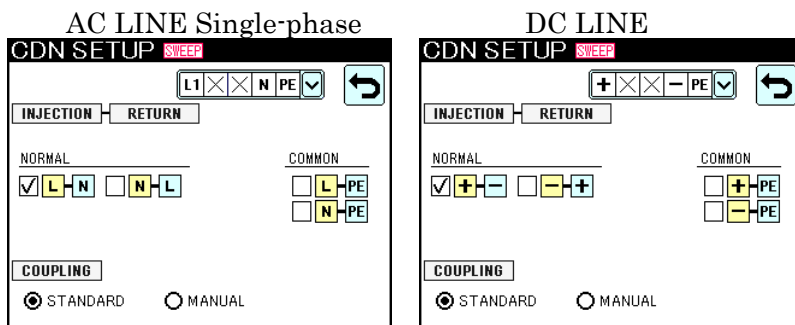 AC LINE Single-phase
CDN SETUP SWEEP
L1 N PE
INJECTION RETURN
NORMAL COMMON
L N N L L PE
N PE
COUPLING
STANDARD MANUAL
DC LINE
CDN SETUP SWEEP
+ − PE
INJECTION RETURN
NORMAL COMMON
+ − − + + PE
− PE
COUPLING
STANDARD MANUAL